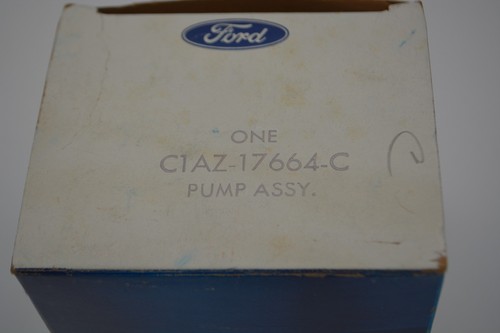 Ford
ONE
C1AZ-17664-C
PUMP ASSY.